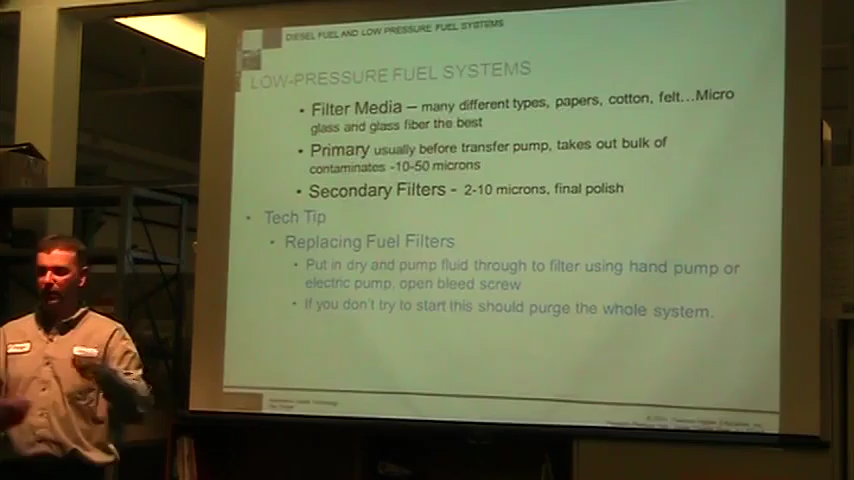 DIESEL FUEL AND LOW PRESSURE FUEL SYSTEMS
LOW-PRESSURE FUEL SYSTEMS
• Filter Media – many different types, papers, cotton, felt...Micro
glass and glass fiber the best
• Primary usually before transfer pump, takes out bulk of
contaminates -10-50 microns
• Secondary Filters - 2-10 microns, final polish
• Tech Tip
• Replacing Fuel Filters
• Put in dry and pump fluid through to filter using hand pump or
electric pump, open bleed screw
• If you don't try to start this should purge the whole system.